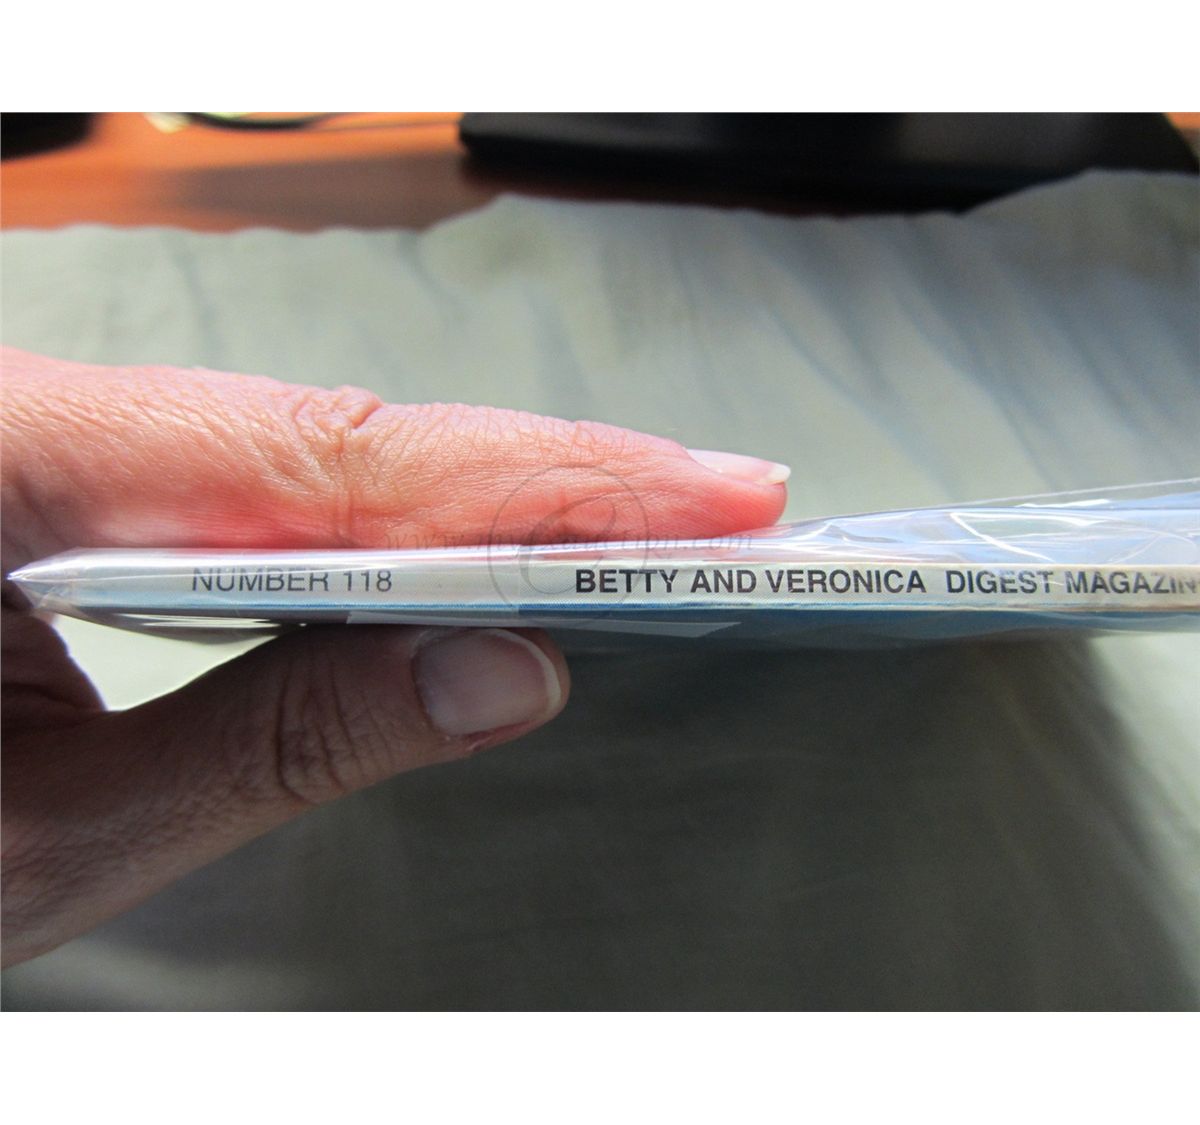 NUMBER 118 BETTY AND VERONICA DIGEST MAGAZIN